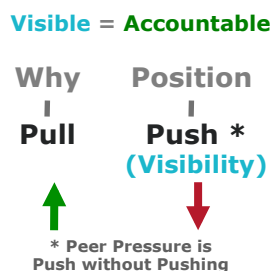 Visible = Accountable
Why Position
Pull Push *
(Visibility)
* Peer Pressure is
Push without Pushing